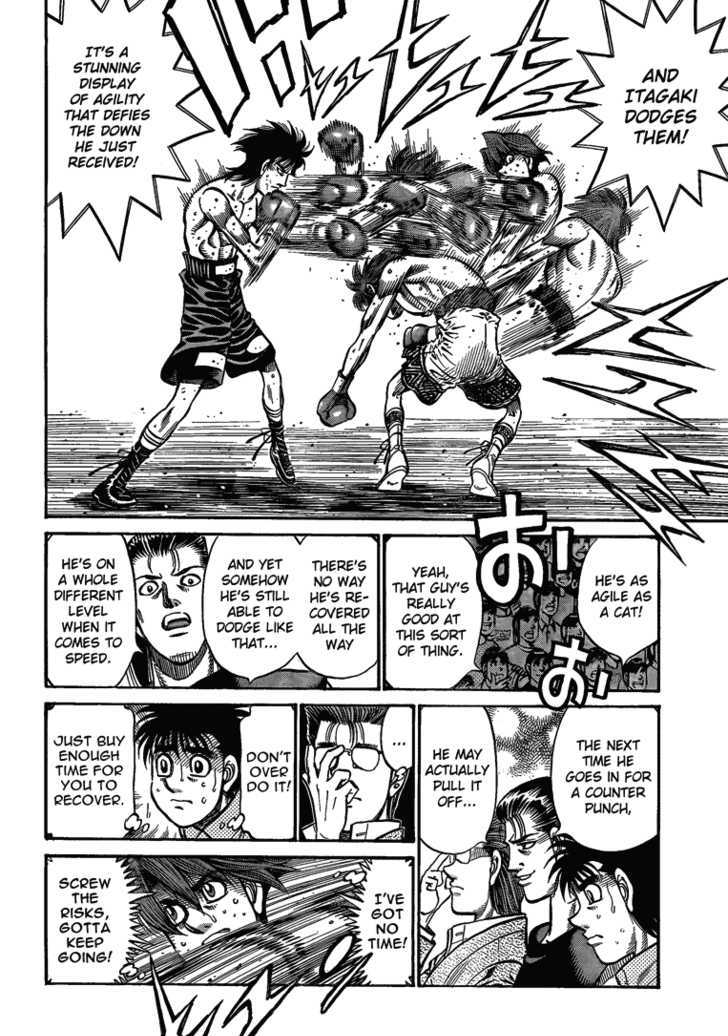 AND
ITAGAKI
DODGES
THEM!
IT'S A
STUNNING
DISPLAY
OF AGILITY
THAT DEFIES
THE DOWN
HE JUST
RECEIVED!
HE'S AS
AGILE AS
A CAT!
おお
YEAH,
THAT GUY'S
REALLY
GOOD AT
THIS SORT
OF THING.
THERE'S
NO WAY
HE'S RE-
COVERED
ALL THE
WAY
AND YET
SOMEHOW
HE'S STILL
ABLE TO
DODGE LIKE
THAT...
HE'S ON
A WHOLE
DIFFERENT
LEVEL
WHEN IT
COMES TO
SPEED.
THE NEXT
TIME HE
GOES IN FOR
A COUNTER
PUNCH,
HE MAY
ACTUALLY
PULL IT
OFF...
...
DON'T
OVER
DO IT!
JUST BUY
ENOUGH
TIME FOR
YOU TO
RECOVER.
I'VE
GOT
NO TIME!
SCREW
THE RISKS,
GOTTA
KEEP
GOING!